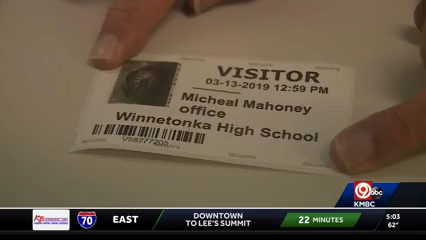 VISITOR
03-13-2019 12:59 PM
Micheal Mahoney
office
Winnetonka High School
V58277205
9 abc
KMBC
70
EAST
DOWNTOWN
TO LEE'S SUMMIT
22 MINUTES
5:03
62°